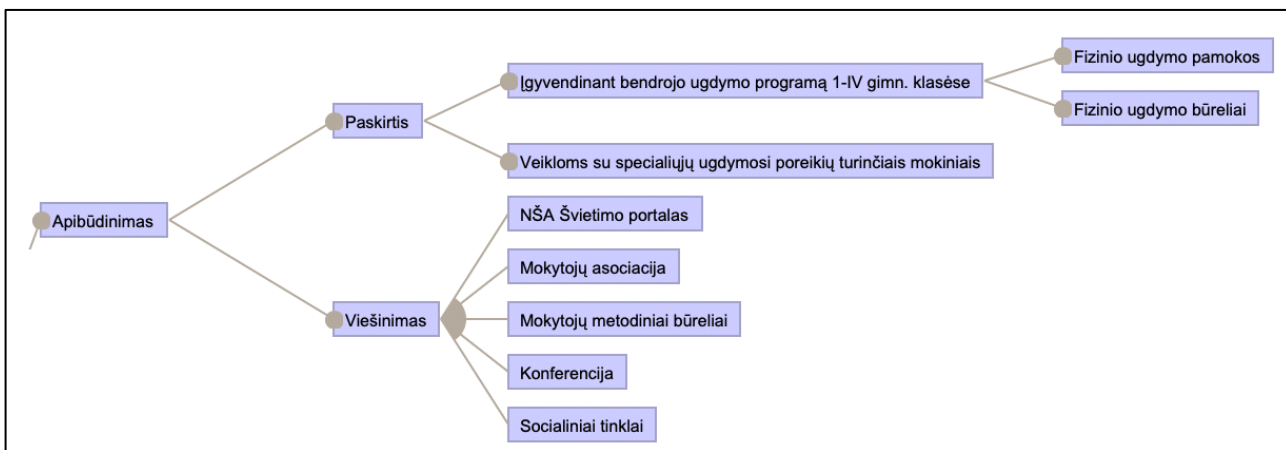 Apibūdinimas
Paskirtis
Įgyvendinant bendrojo ugdymo programą 1-IV gimn. klasėse
Fizinio ugdymo pamokos
Fizinio ugdymo būreliai
Veikloms su specialiųjų ugdymosi poreikių turinčiais mokiniais
Viešinimas
NŠA Švietimo portalas
Mokytojų asociacija
Mokytojų metodiniai būreliai
Konferencija
Socialiniai tinklai